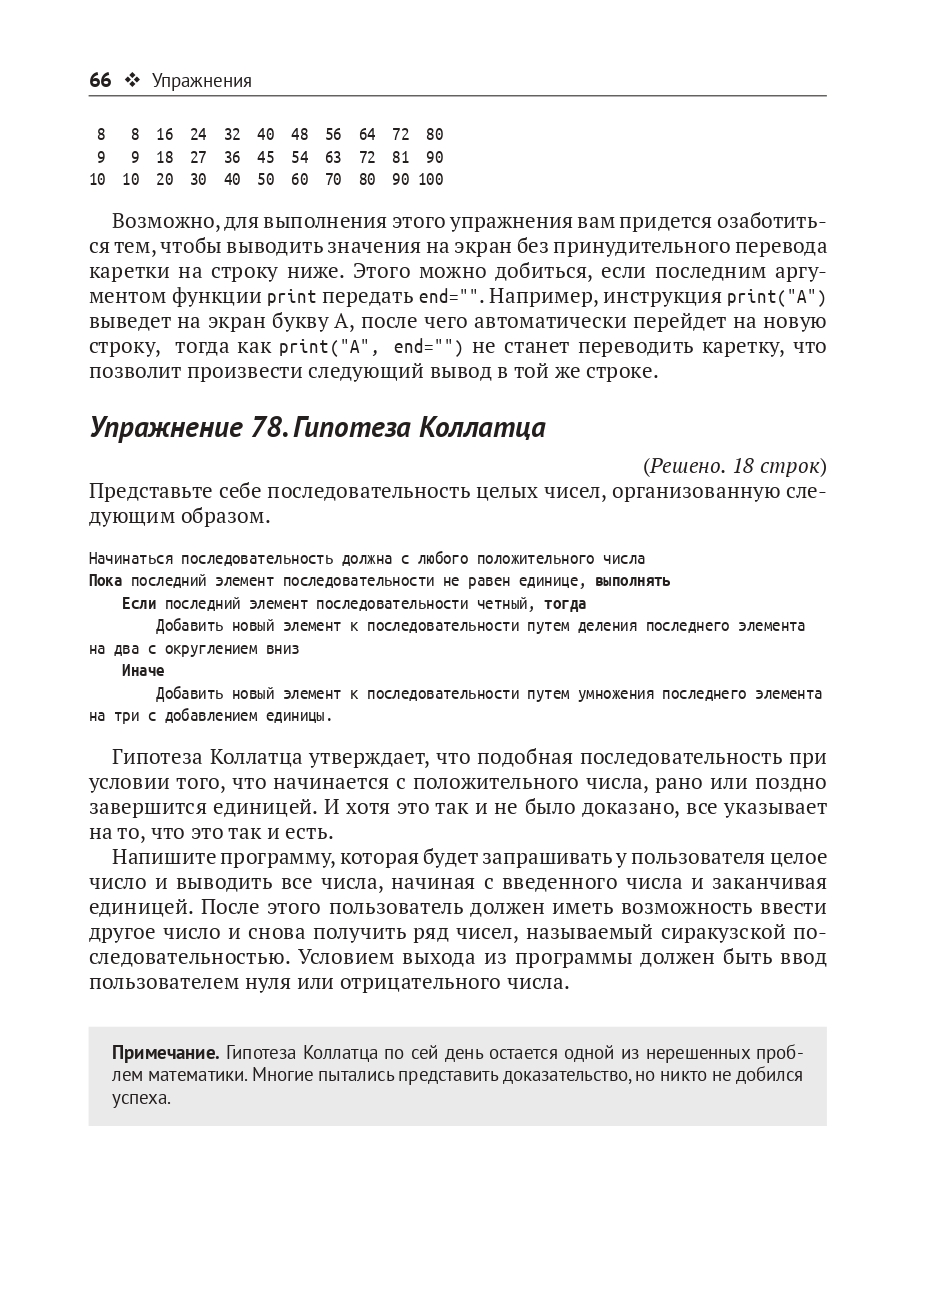 66 ❖ Упражнения
8 8 16 24 32 40 48 56 64 72 80
9 9 18 27 36 45 54 63 72 81 90
10 10 20 30 40 50 60 70 80 90 100
Возможно, для выполнения этого упражнения вам придется озаботить-
ся тем, чтобы выводить значения на экран без принудительного перевода
каретки на строку ниже. Этого можно добиться, если последним аргу-
ментом функции print передать end="". Например, инструкция print("A")
выведет на экран букву A, после чего автоматически перейдет на новую
строку, тогда как print("A", end="") не станет переводить каретку, что
позволит произвести следующий вывод в той же строке.
Упражнение 78. Гипотеза Коллатца
(Решено. 18 строк)
Представьте себе последовательность целых чисел, организованную сле-
дующим образом.
Начинаться последовательность должна с любого положительного числа
Пока последний элемент последовательности не равен единице, выполнять
Если последний элемент последовательности четный, тогда
Добавить новый элемент к последовательности путем деления последнего элемента
на два с округлением вниз
Иначе
Добавить новый элемент к последовательности путем умножения последнего элемента
на три с добавлением единицы.
Гипотеза Коллатца утверждает, что подобная последовательность при
условии того, что начинается с положительного числа, рано или поздно
завершится единицей. И хотя это так и не было доказано, все указывает
на то, что это так и есть.
Напишите программу, которая будет запрашивать у пользователя целое
число и выводить все числа, начиная с введенного числа и заканчивая
единицей. После этого пользователь должен иметь возможность ввести
другое число и снова получить ряд чисел, называемый сиракузской по-
следовательностью. Условием выхода из программы должен быть ввод
пользователем нуля или отрицательного числа.
Примечание. Гипотеза Коллатца по сей день остается одной из нерешенных проб-
лем математики. Многие пытались представить доказательство, но никто не добился
успеха.